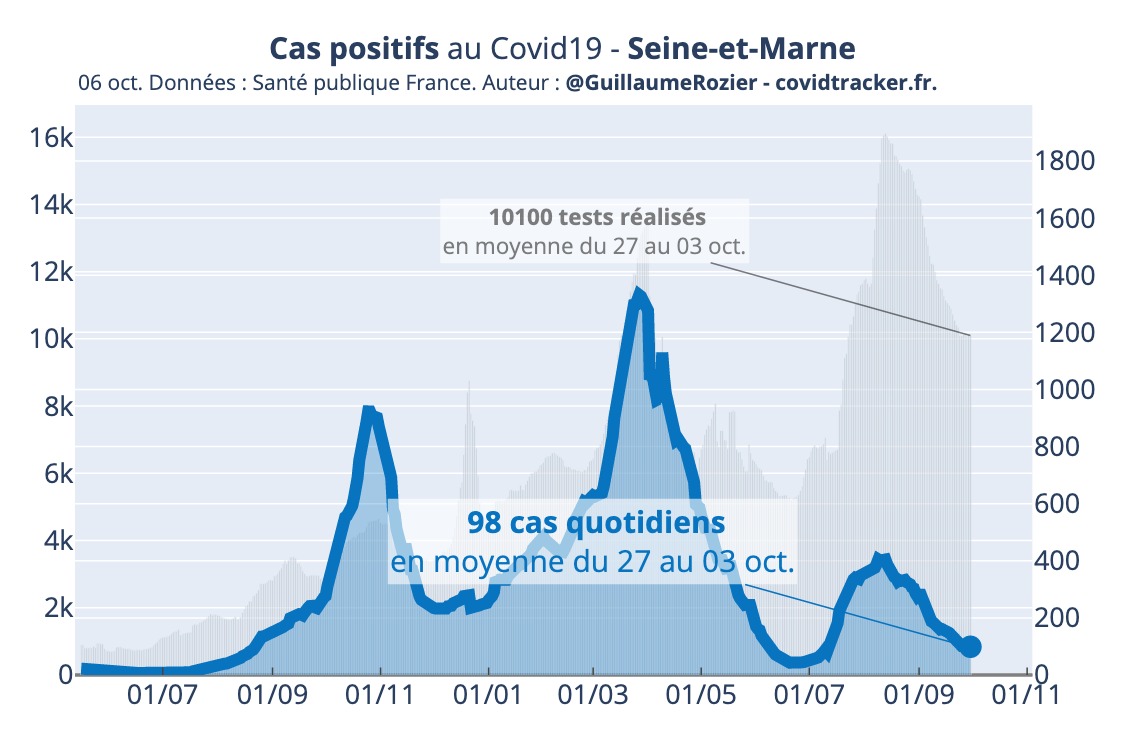 Cas positifs au Covid19 - Seine-et-Marne
06 oct. Données : Santé publique France. Auteur : @GuillaumeRozier - covidtracker.fr.
16k
14k
12k
10k
8k
6k
4k
2k
0
1800
1600
1400
1200
1000
800
600
400
200
0
10100 tests réalisés
en moyenne du 27 au 03 oct.
98 cas quotidiens
en moyenne du 27 au 03 oct.
01/07 01/09 01/11 01/01 01/03 01/05 01/07 01/09 01/11